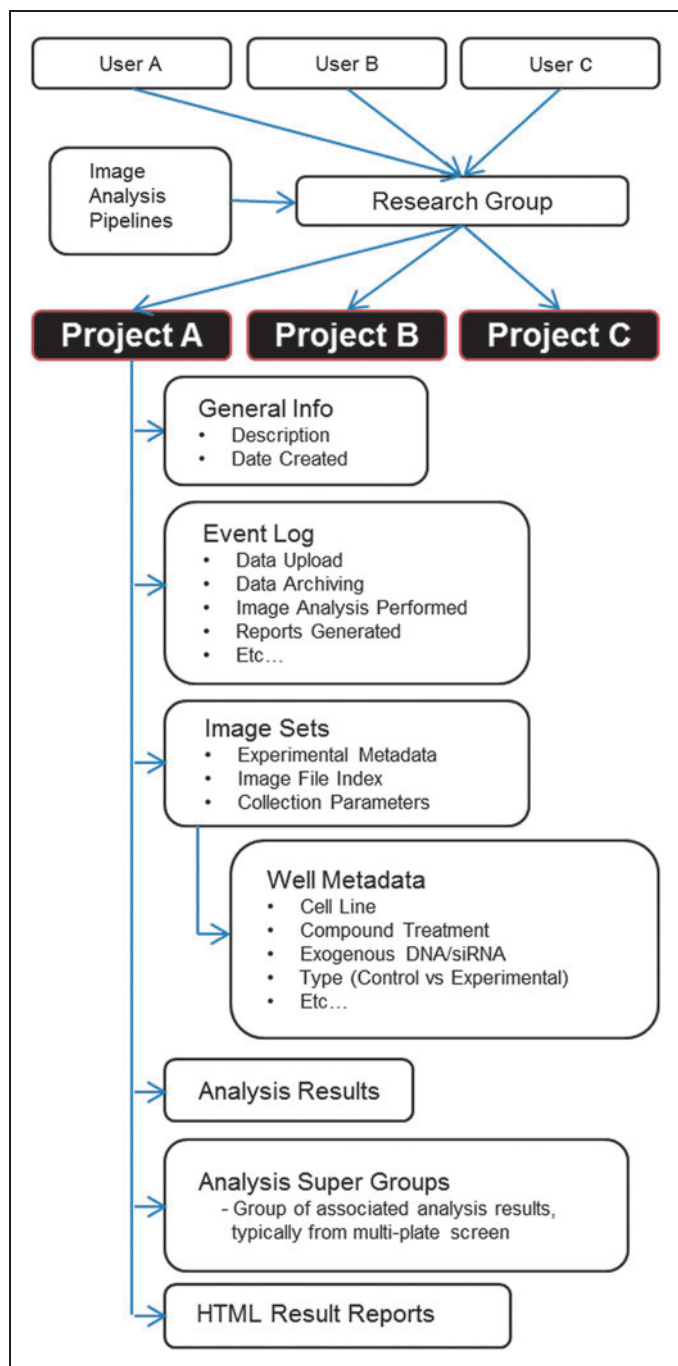 User A
User B
User C
Image
Analysis
Pipelines
Research Group
Project A
Project B
Project C
General Info
• Description
• Date Created
Event Log
• Data Upload
• Data Archiving
• Image Analysis Performed
• Reports Generated
• Etc…
Image Sets
• Experimental Metadata
• Image File Index
• Collection Parameters
Well Metadata
• Cell Line
• Compound Treatment
• Exogenous DNA/siRNA
• Type (Control vs Experimental)
• Etc…
Analysis Results
Analysis Super Groups
- Group of associated analysis results,
typically from multi-plate screen
HTML Result Reports